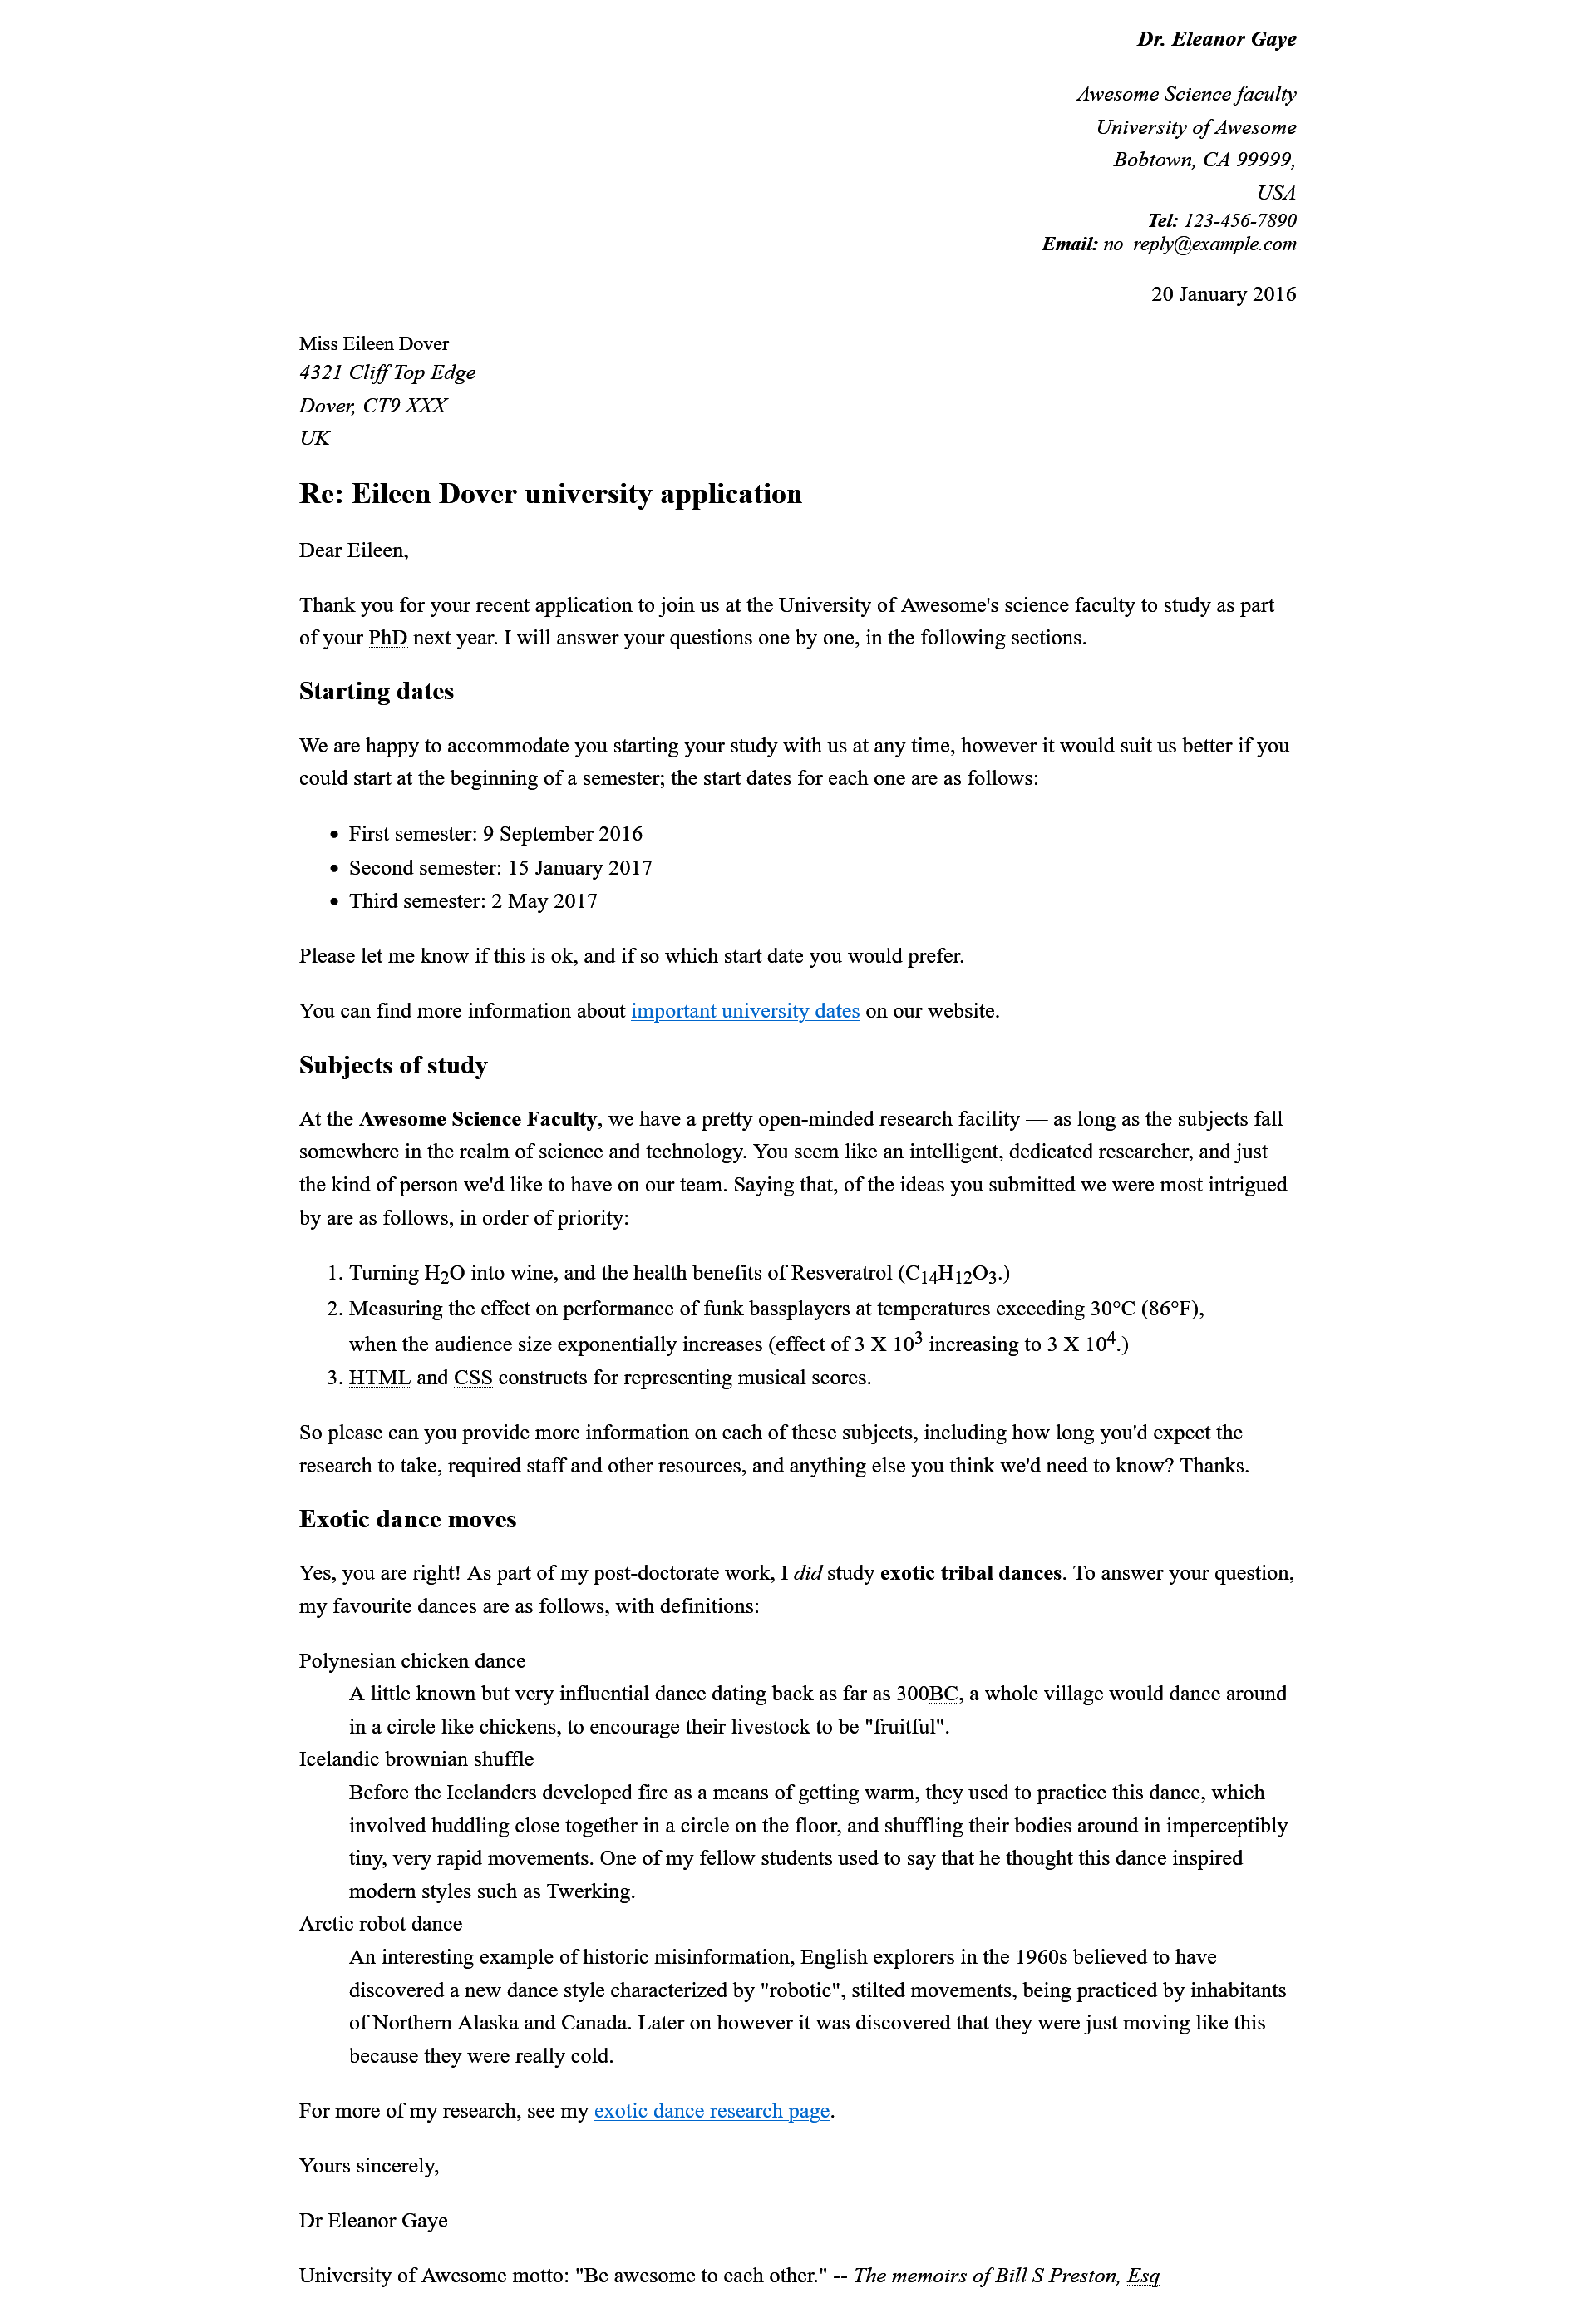 Dr. Eleanor Gaye
Awesome Science faculty
University of Awesome
Bobtown, CA 99999,
USA
Tel: 123-456-7890
Email: no_reply@example.com
20 January 2016
Miss Eileen Dover
4321 Cliff Top Edge
Dover, CT9 XXX
UK
Re: Eileen Dover university application
Dear Eileen,
Thank you for your recent application to join us at the University of Awesome's science faculty to study as part
of your PhD next year. I will answer your questions one by one, in the following sections.
Starting dates
We are happy to accommodate you starting your study with us at any time, however it would suit us better if you
could start at the beginning of a semester; the start dates for each one are as follows:
• First semester: 9 September 2016
• Second semester: 15 January 2017
• Third semester: 2 May 2017
Please let me know if this is ok, and if so which start date you would prefer.
You can find more information about important university dates on our website.
Subjects of study
At the Awesome Science Faculty, we have a pretty open-minded research facility — as long as the subjects fall
somewhere in the realm of science and technology. You seem like an intelligent, dedicated researcher, and just
the kind of person we'd like to have on our team. Saying that, of the ideas you submitted we were most intrigued
by are as follows, in order of priority:
1. Turning H₂O into wine, and the health benefits of Resveratrol (C₁₄H₁₂O₃.)
2. Measuring the effect on performance of funk bassplayers at temperatures exceeding 30°C (86°F),
when the audience size exponentially increases (effect of 3 X 10³ increasing to 3 X 10⁴.)
3. HTML and CSS constructs for representing musical scores.
So please can you provide more information on each of these subjects, including how long you'd expect the
research to take, required staff and other resources, and anything else you think we'd need to know? Thanks.
Exotic dance moves
Yes, you are right! As part of my post-doctorate work, I did study exotic tribal dances. To answer your question,
my favourite dances are as follows, with definitions:
Polynesian chicken dance
A little known but very influential dance dating back as far as 300BC, a whole village would dance around
in a circle like chickens, to encourage their livestock to be "fruitful".
Icelandic brownian shuffle
Before the Icelanders developed fire as a means of getting warm, they used to practice this dance, which
involved huddling close together in a circle on the floor, and shuffling their bodies around in imperceptibly
tiny, very rapid movements. One of my fellow students used to say that he thought this dance inspired
modern styles such as Twerking.
Arctic robot dance
An interesting example of historic misinformation, English explorers in the 1960s believed to have
discovered a new dance style characterized by "robotic", stilted movements, being practiced by inhabitants
of Northern Alaska and Canada. Later on however it was discovered that they were just moving like this
because they were really cold.
For more of my research, see my exotic dance research page.
Yours sincerely,
Dr Eleanor Gaye
University of Awesome motto: "Be awesome to each other." -- The memoirs of Bill S Preston, Esq